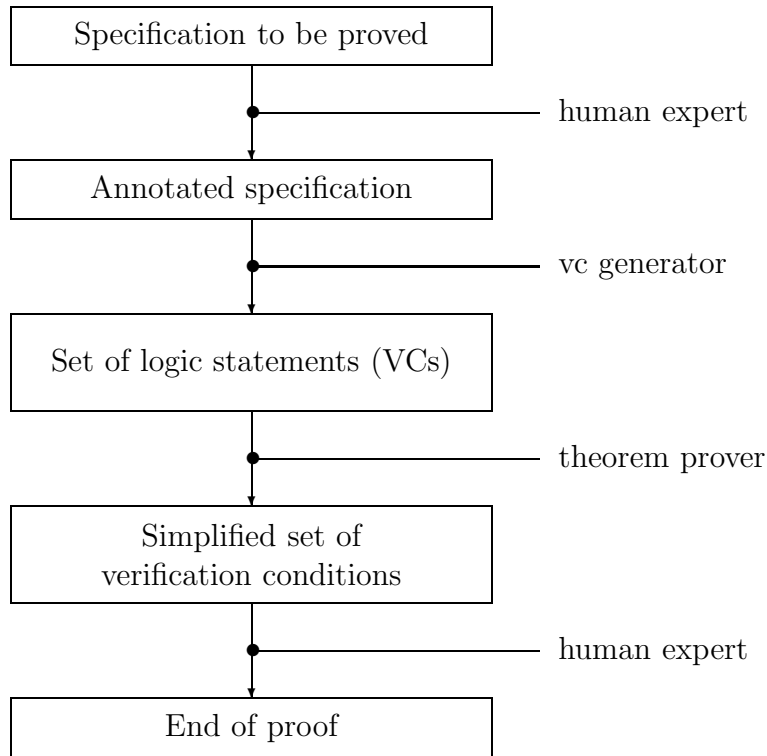 Specification to be proved
human expert
Annotated specification
vc generator
Set of logic statements (VCs)
theorem prover
Simplified set of
verification conditions
human expert
End of proof